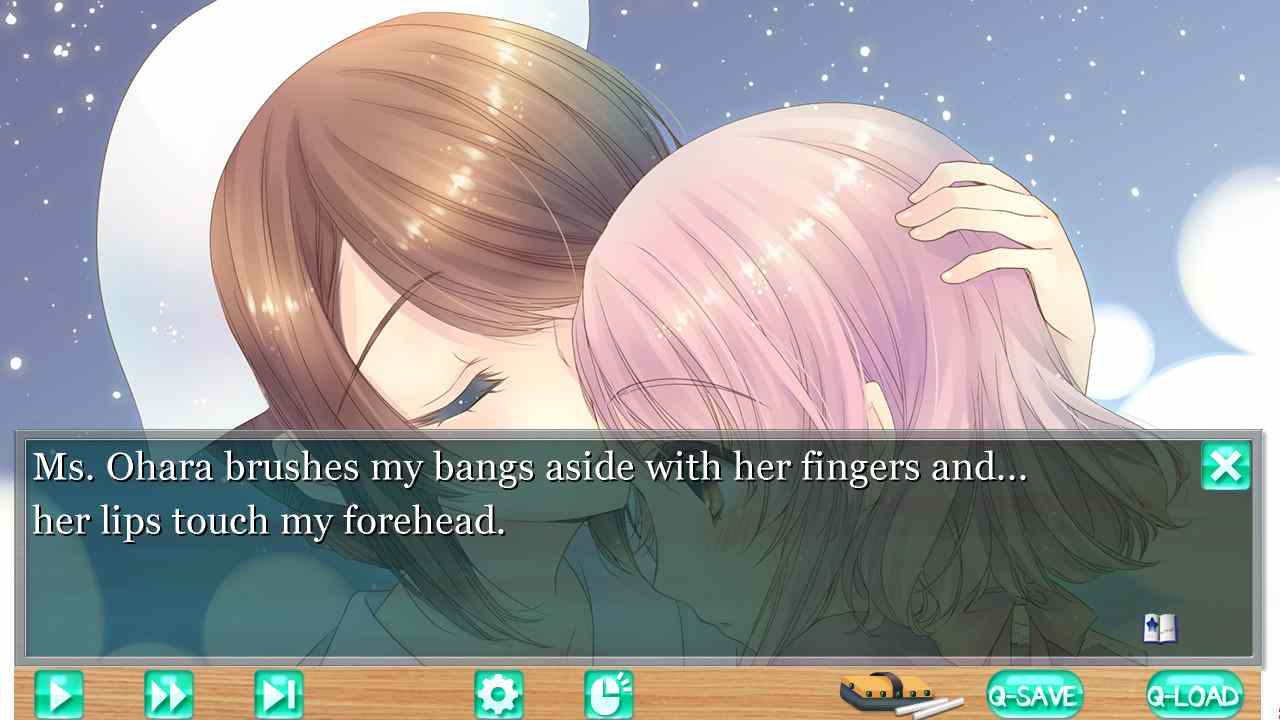 Ms. Ohara brushes my bangs aside with her fingers and...
her lips touch my forehead.
Q-SAVE
Q-LOAD